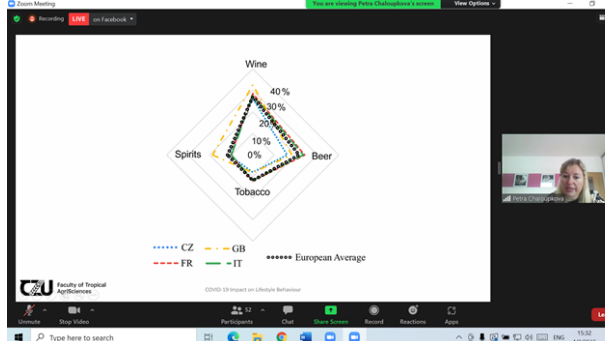 Zoom Meeting
You are viewing Petra Chaloupkova's screen
View Options
Recording
LIVE
on Facebook
Wine
40%
30%
20
10%
Spirits
0%
Beer
Tobacco
CZ
GB
FR
IT
European Average
Petra Chaloupkova
CZU
Faculty of Tropical
AgriSciences
COVID-19 Impact on Lifestyle Behaviour
Unmute
Stop Video
52
Participants
Chat
Share Screen
Record
Reactions
Apps
Le
Type here to search
ENG
15:32